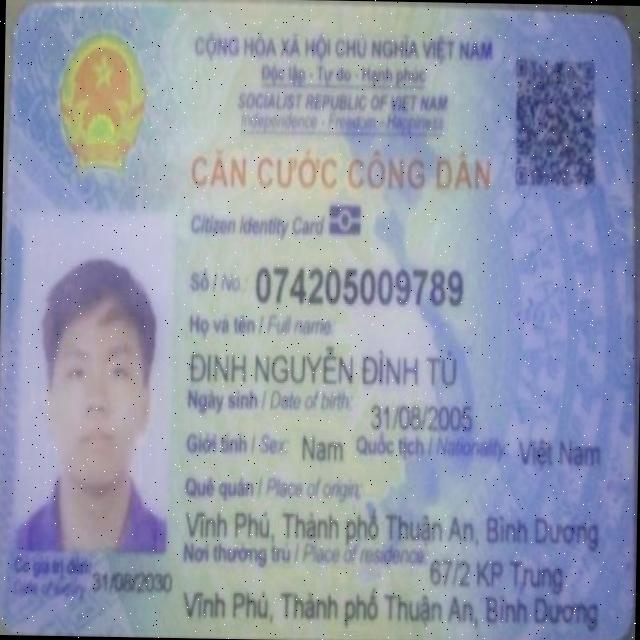 CỘNG HÒA XÃ HỘI CHỦ NGHĨA VIỆT NAM
Độc lập - Tự do - Hạnh phúc
SOCIALIST REPUBLIC OF VIET NAM
Independence - Freedom - Happiness
CĂN CƯỚC CÔNG DÂN
Citizen Identity Card
Số / No.: 074205009789
Họ và tên / Full name:
ĐINH NGUYỄN ĐÌNH TÚ
Ngày sinh / Date of birth: 31/08/2005
Giới tính / Sex: Nam Quốc tịch / Nationality: Việt Nam
Quê quán / Place of origin:
Vĩnh Phú, Thành phố Thuận An, Bình Dương
Nơi thường trú / Place of residence: 67/2 KP Trung
Vĩnh Phú, Thành phố Thuận An, Bình Dương
Có giá trị đến:
Date of expiry: 31/08/2030